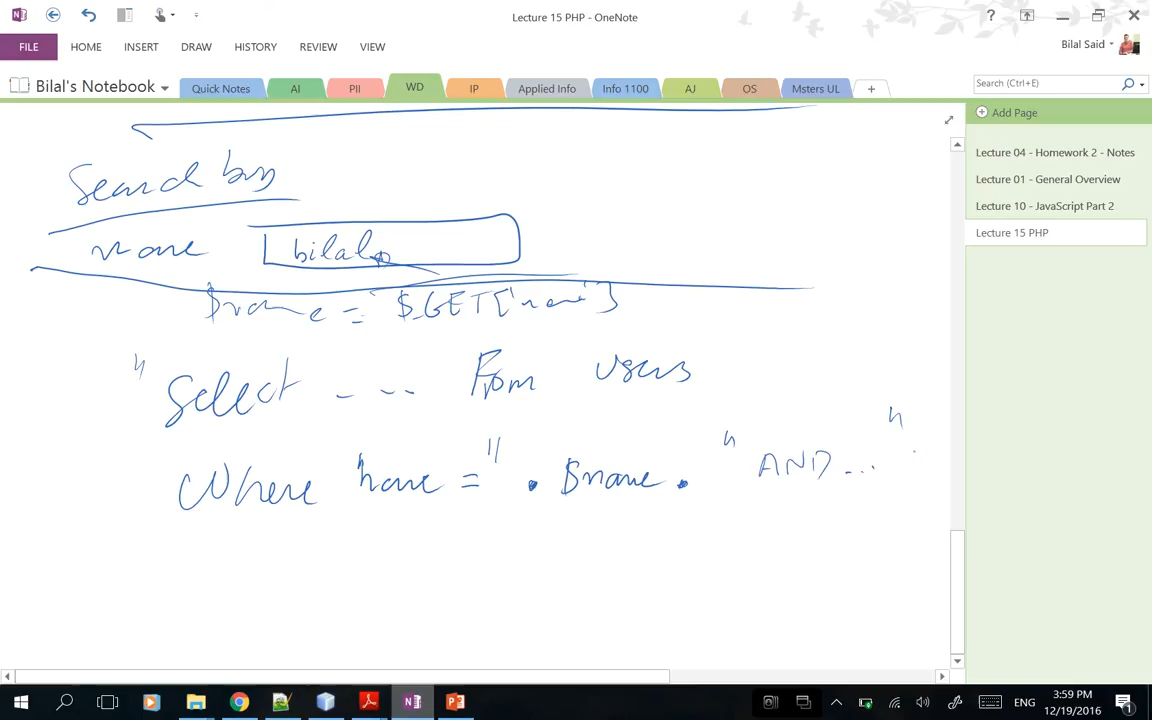 Lecture 15 PHP - OneNote
FILE HOME INSERT DRAW HISTORY REVIEW VIEW
Bilal Said
Bilal's Notebook
Quick Notes AI PII WD IP Applied Info Info 1100 AJ OS Msters UL +
Search (Ctrl+E)
Add Page
Lecture 04 - Homework 2 - Notes
Lecture 01 - General Overview
Lecture 10 - JavaScript Part 2
Lecture 15 PHP
Search
name bilal
$name = $_GET['name']
" Select - - - From users
Where name = " . $name . " AND ... "
ENG
3:59 PM
12/19/2016
1